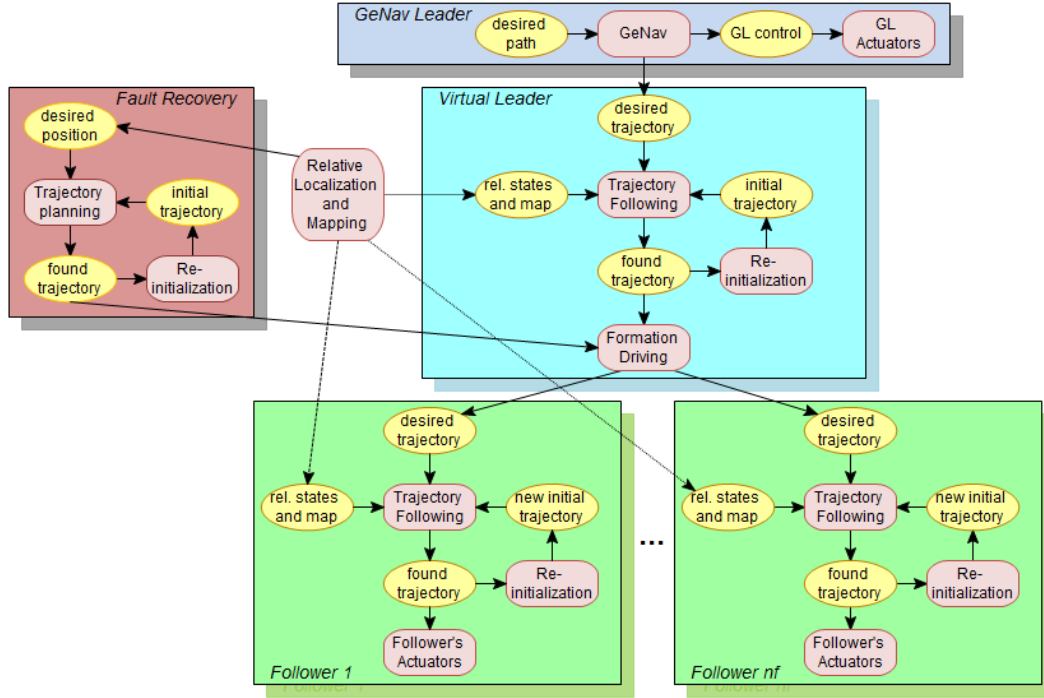 GeNav Leader
desired
path
GeNav
GL control
GL
Actuators
Fault Recovery
desired
position
Trajectory
planning
initial
trajectory
found
trajectory
Re-
initialization
Relative
Localization
and
Mapping
Virtual Leader
desired
trajectory
rel. states
and map
Trajectory
Following
initial
trajectory
found
trajectory
Re-
initialization
Formation
Driving
desired
trajectory
rel. states
and map
Trajectory
Following
new initial
trajectory
found
trajectory
Re-
initialization
Follower's
Actuators
Follower 1
Follower 1
...
desired
trajectory
rel. states
and map
Trajectory
Following
new initial
trajectory
found
trajectory
Re-
initialization
Follower's
Actuators
Follower nf
Follower nf